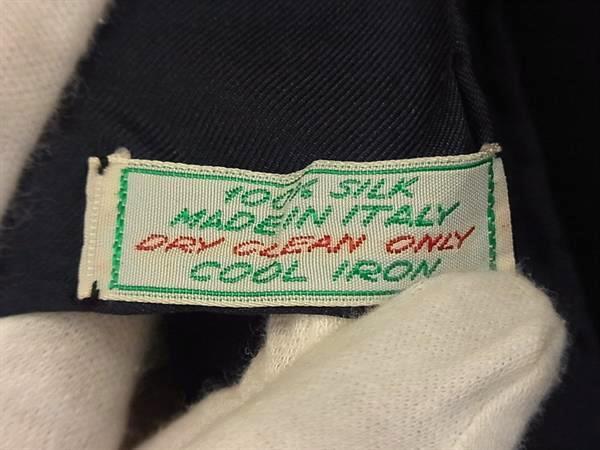 100% SILK
MADE IN ITALY
DRY CLEAN ONLY
COOL IRON